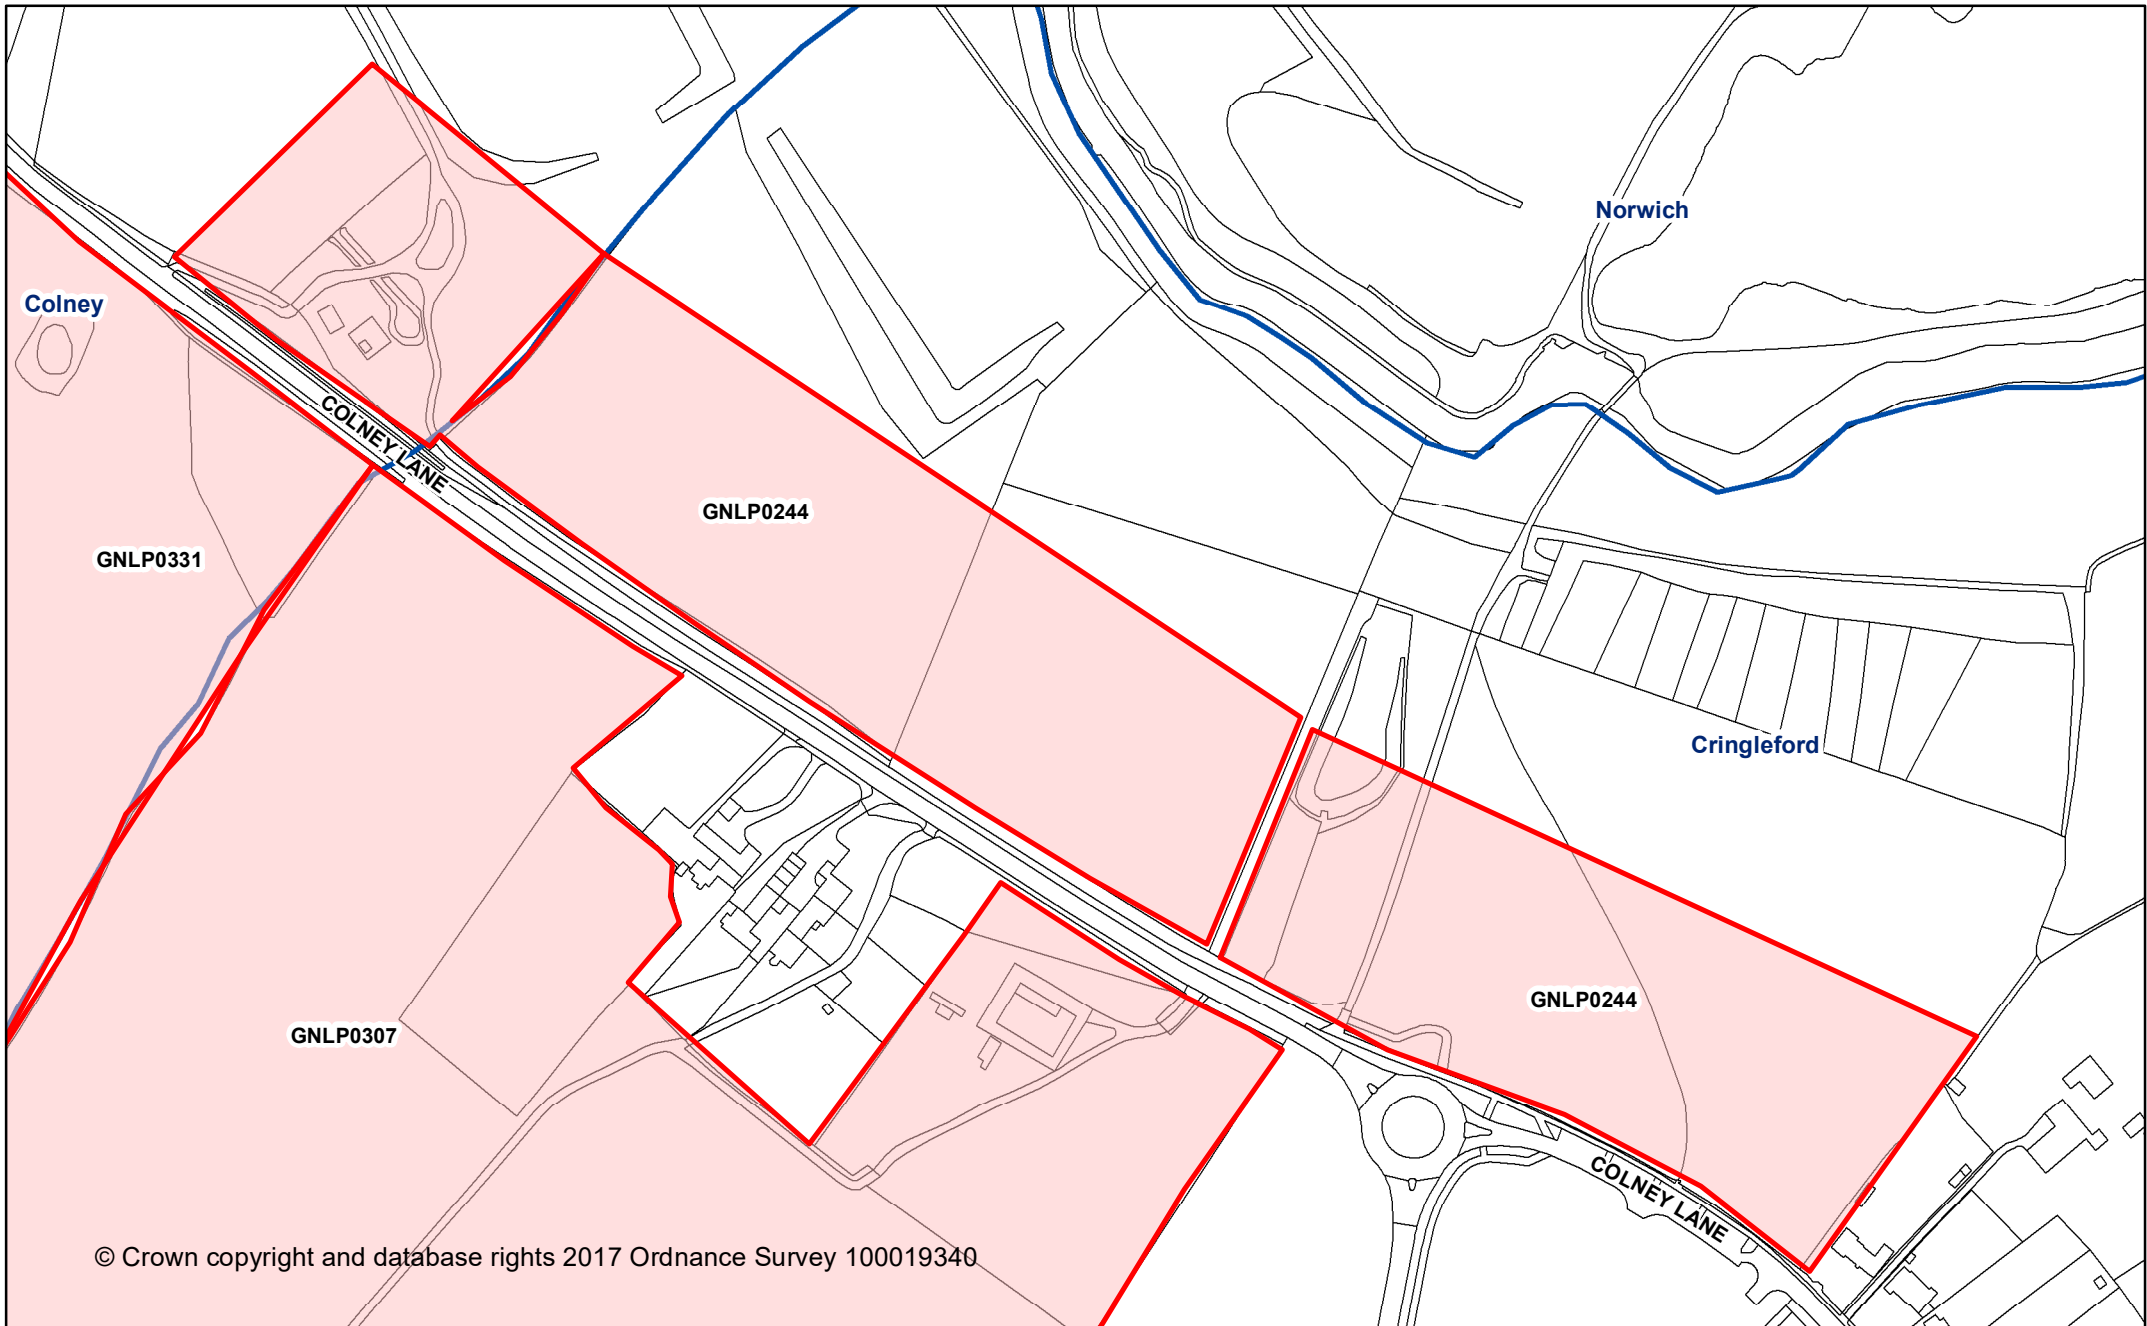 Norwich
Colney
COLNEY LANE
GNLP0244
GNLP0331
Cringleford
GNLP0244
GNLP0307
COLNEY LANE
© Crown copyright and database rights 2017 Ordnance Survey 100019340